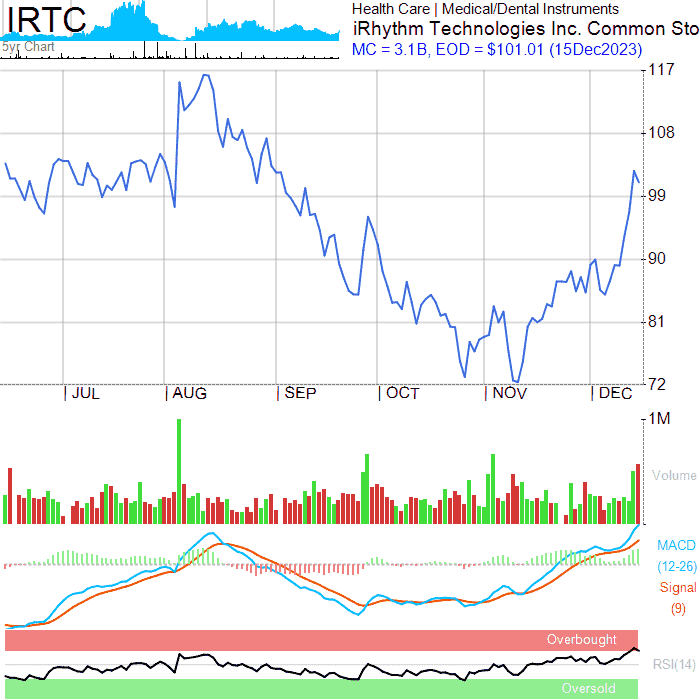 IRTC
5yr Chart
Health Care | Medical/Dental Instruments
iRhythm Technologies Inc. Common Sto
MC = 3.1B, EOD = $101.01 (15Dec2023)
117
108
99
90
81
72
JUL AUG SEP OCT NOV DEC
1M
Volume
MACD
(12-26)
Signal
(9)
Overbought
RSI(14)
Oversold